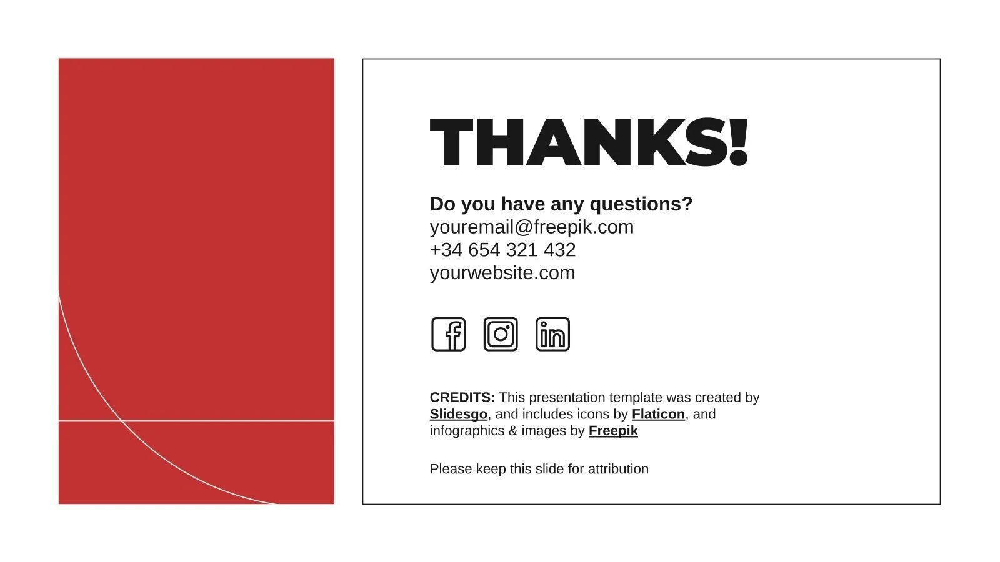 THANKS!
Do you have any questions?
youremail@freepik.com
+34 654 321 432
yourwebsite.com
CREDITS: This presentation template was created by
Slidesgo, and includes icons by Flaticon, and
infographics & images by Freepik
Please keep this slide for attribution